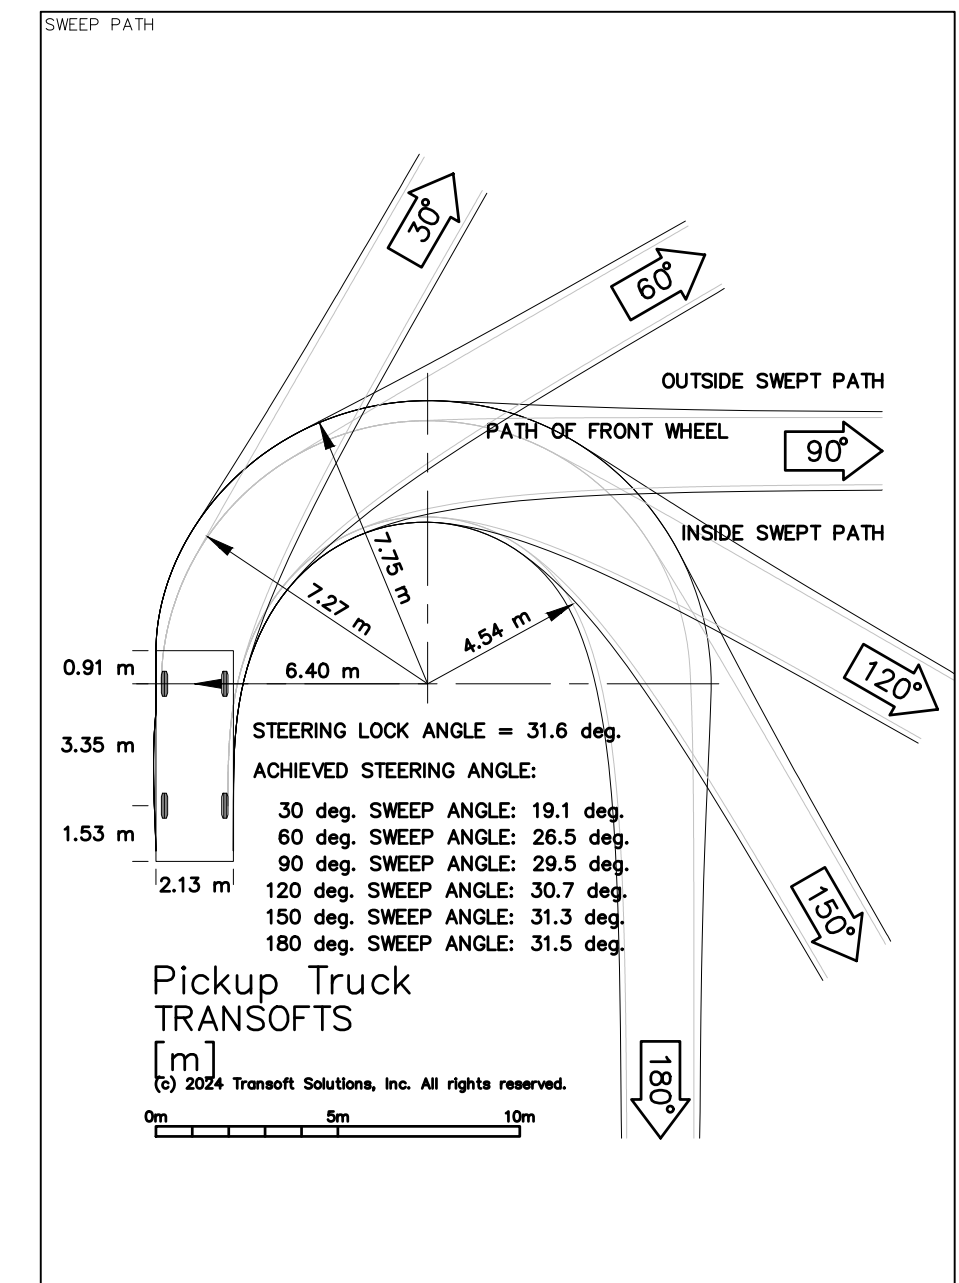 SWEEP PATH
30°
60°
OUTSIDE SWEPT PATH
PATH OF FRONT WHEEL
90°
INSIDE SWEPT PATH
7.75 m
7.27 m
4.54 m
0.91 m
6.40 m
120°
STEERING LOCK ANGLE = 31.6 deg.
3.35 m
ACHIEVED STEERING ANGLE:
30 deg. SWEEP ANGLE: 19.1 deg.
1.53 m
60 deg. SWEEP ANGLE: 26.5 deg.
90 deg. SWEEP ANGLE: 29.5 deg.
2.13 m
120 deg. SWEEP ANGLE: 30.7 deg.
150 deg. SWEEP ANGLE: 31.3 deg.
150°
180 deg. SWEEP ANGLE: 31.5 deg.
Pickup Truck
TRANSOFTS
[m]
(c) 2024 Transoft Solutions, Inc. All rights reserved.
180°
0m 5m 10m